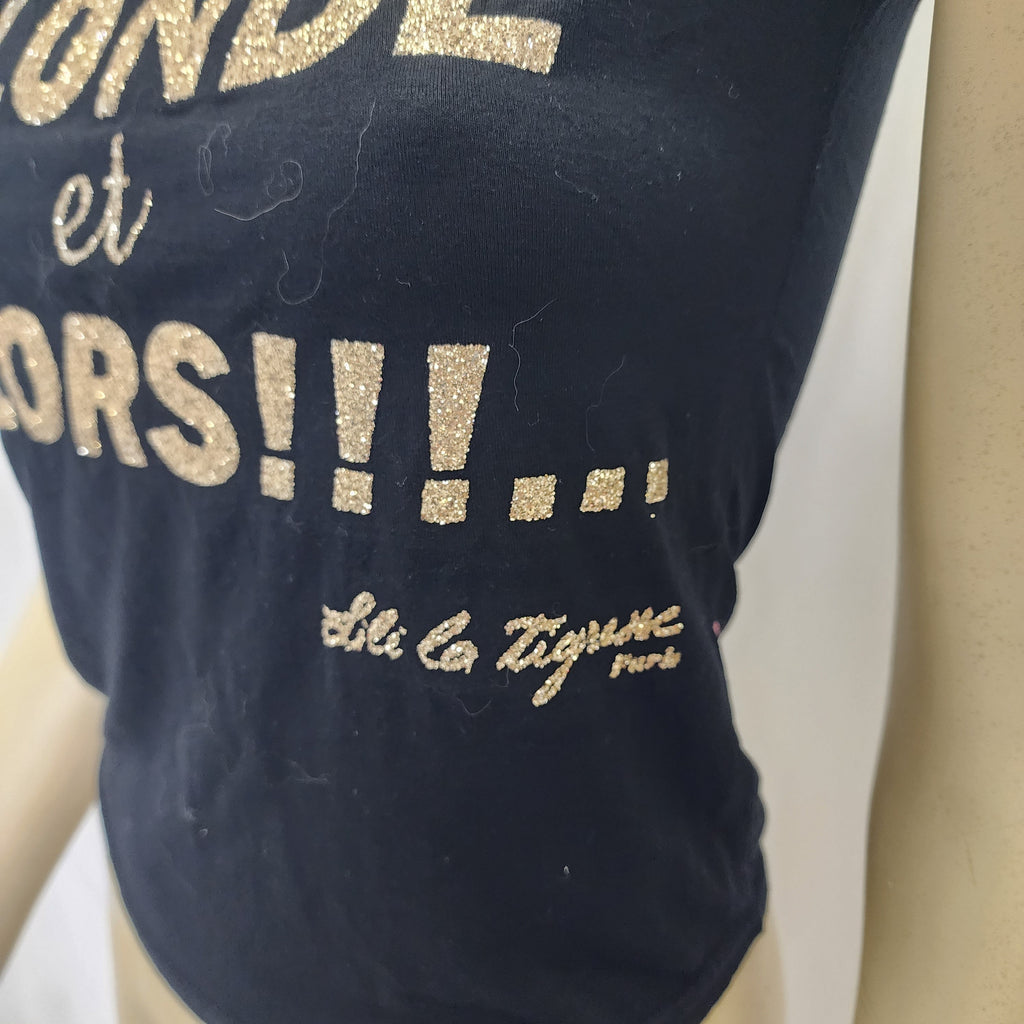 ONDE
et
ORS!!!...
Lili la Tigresse
Paris